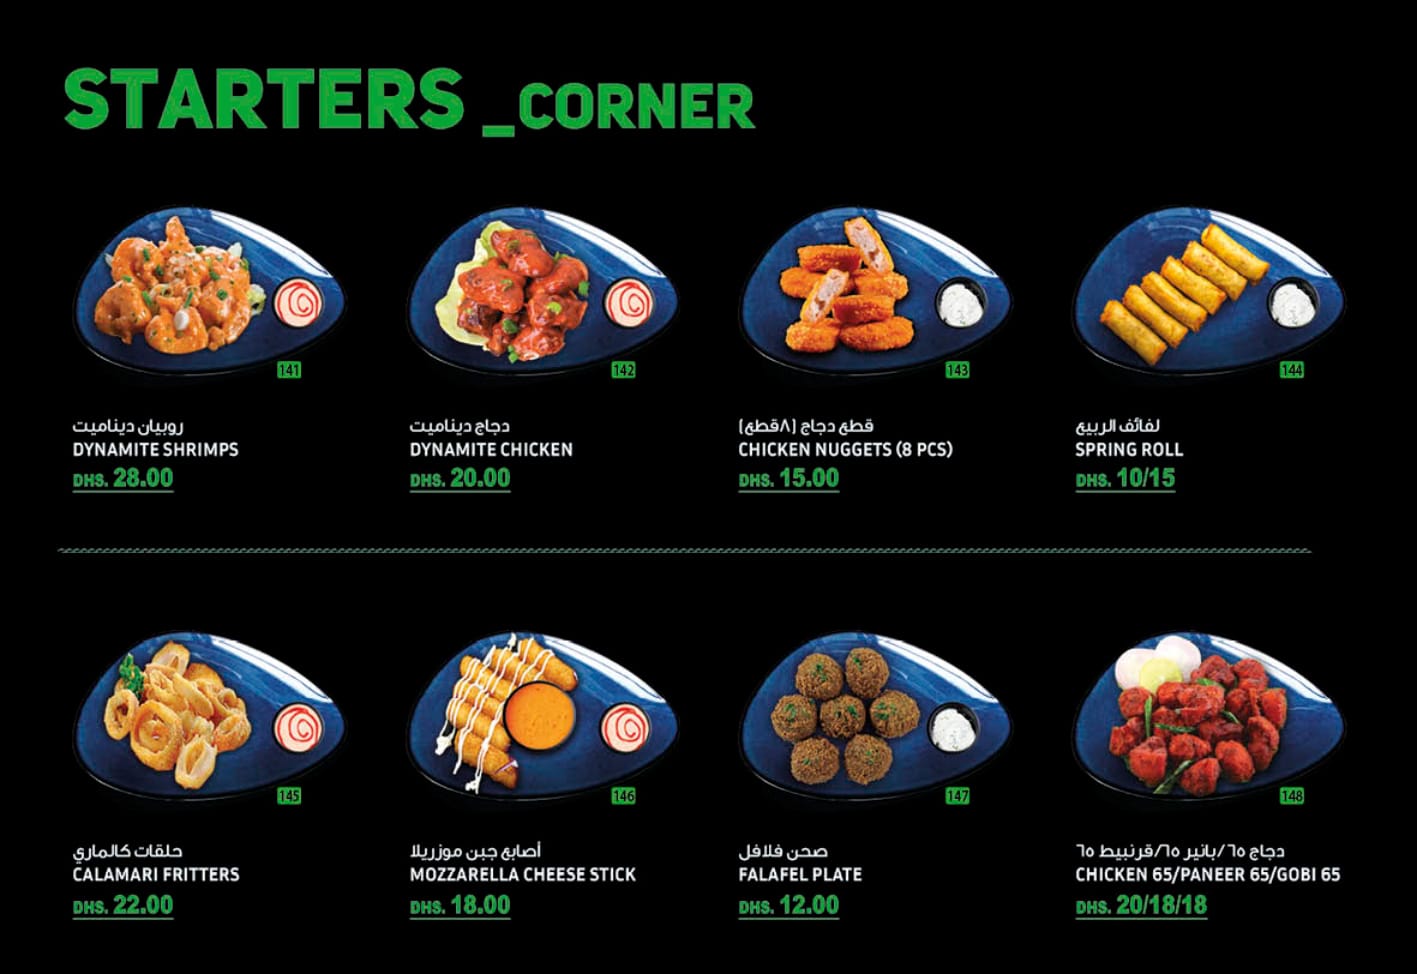 STARTERS _CORNER
141
142
143
144
روبيان ديناميت
DYNAMITE SHRIMPS
DHS. 28.00
دجاج ديناميت
DYNAMITE CHICKEN
DHS. 20.00
قطع دجاج (٨قطع)
CHICKEN NUGGETS (8 PCS)
DHS. 15.00
لفائف الربيع
SPRING ROLL
DHS. 10/15
145
146
147
148
حلقات كالماري
CALAMARI FRITTERS
DHS. 22.00
أصابع جبن موزريلا
MOZZARELLA CHEESE STICK
DHS. 18.00
صحن فلافل
FALAFEL PLATE
DHS. 12.00
دجاج ٦٥/بانير ٦٥/قرنبيط ٦٥
CHICKEN 65/PANEER 65/GOBI 65
DHS. 20/18/18